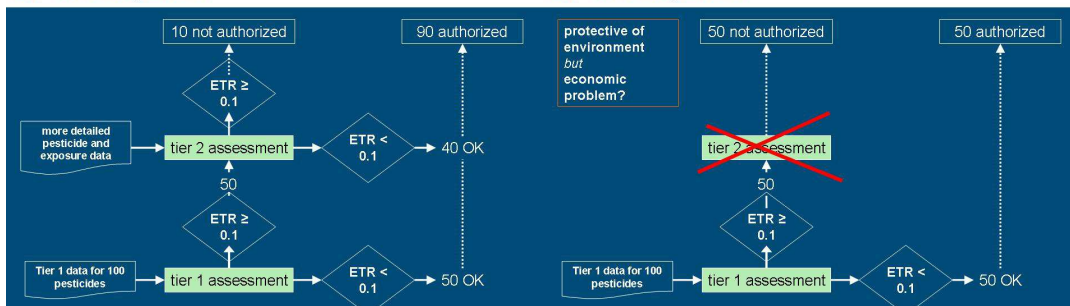 10 not authorized
90 authorized
ETR ≥
0.1
more detailed
pesticide and
exposure data
tier 2 assessment
ETR <
0.1
40 OK
50
ETR ≥
0.1
Tier 1 data for 100
pesticides
tier 1 assessment
ETR <
0.1
50 OK
protective of
environment
but
economic
problem?
50 not authorized
50 authorized
tier 2 assessment
50
ETR ≥
0.1
Tier 1 data for 100
pesticides
tier 1 assessment
ETR <
0.1
50 OK